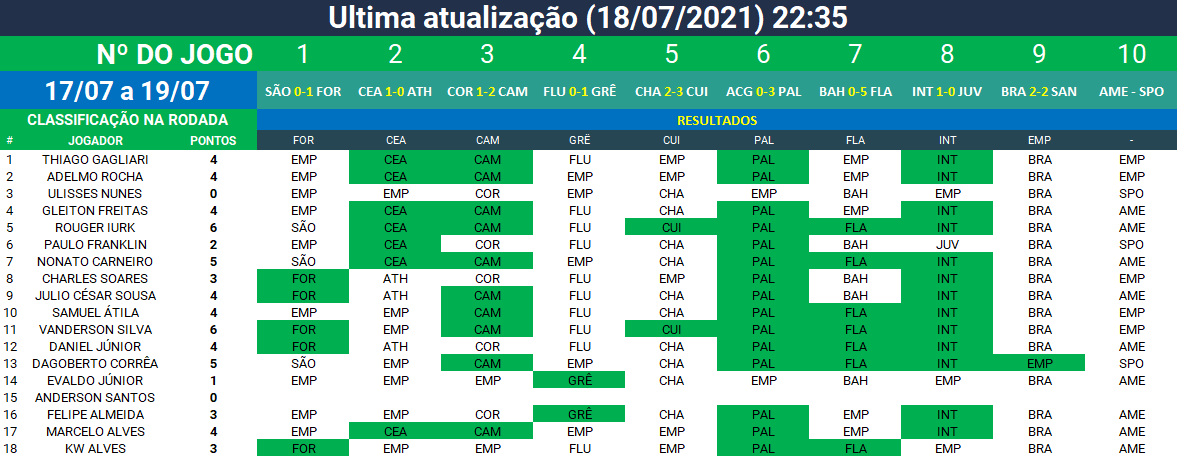 Ultima atualização (18/07/2021) 22:35
Nº DO JOGO 1 2 3 4 5 6 7 8 9 10
17/07 a 19/07 SÃO 0-1 FOR CEA 1-0 ATH COR 1-2 CAM FLU 0-1 GRÊ CHA 2-3 CUI ACG 0-3 PAL BAH 0-5 FLA INT 1-0 JUV BRA 2-2 SAN AME - SPO
CLASSIFICAÇÃO NA RODADA RESULTADOS
# JOGADOR PONTOS FOR CEA CAM GRÊ CUI PAL FLA INT EMP -
1 THIAGO GAGLIARI 4 EMP CEA CAM FLU EMP PAL EMP INT BRA EMP
2 ADELMO ROCHA 4 EMP CEA CAM EMP EMP PAL EMP INT BRA EMP
3 ULISSES NUNES 0 EMP EMP COR EMP CHA EMP BAH EMP BRA SPO
4 GLEITON FREITAS 4 EMP CEA CAM FLU CHA PAL EMP INT BRA AME
5 ROUGER IURK 6 SÃO CEA CAM FLU CUI PAL FLA INT BRA AME
6 PAULO FRANKLIN 2 EMP CEA COR FLU CHA PAL BAH JUV BRA SPO
7 NONATO CARNEIRO 5 SÃO CEA CAM EMP CHA PAL FLA INT BRA AME
8 CHARLES SOARES 3 FOR ATH COR FLU EMP PAL BAH INT BRA EMP
9 JULIO CÉSAR SOUSA 4 FOR ATH CAM FLU CHA PAL BAH INT BRA AME
10 SAMUEL ÁTILA 4 EMP EMP CAM FLU CHA PAL FLA INT BRA EMP
11 VANDERSON SILVA 6 FOR EMP CAM FLU CUI PAL FLA INT BRA EMP
12 DANIEL JÚNIOR 4 FOR ATH COR FLU CHA PAL FLA INT BRA AME
13 DAGOBERTO CORRÊA 5 SÃO EMP CAM EMP CHA PAL FLA INT EMP SPO
14 EVALDO JÚNIOR 1 EMP EMP EMP GRÊ CHA EMP BAH EMP BRA AME
15 ANDERSON SANTOS 0
16 FELIPE ALMEIDA 3 EMP EMP COR GRÊ CHA PAL EMP INT BRA AME
17 MARCELO ALVES 4 EMP CEA CAM EMP EMP PAL EMP INT BRA AME
18 KW ALVES 3 FOR EMP EMP FLU EMP PAL FLA EMP BRA AME